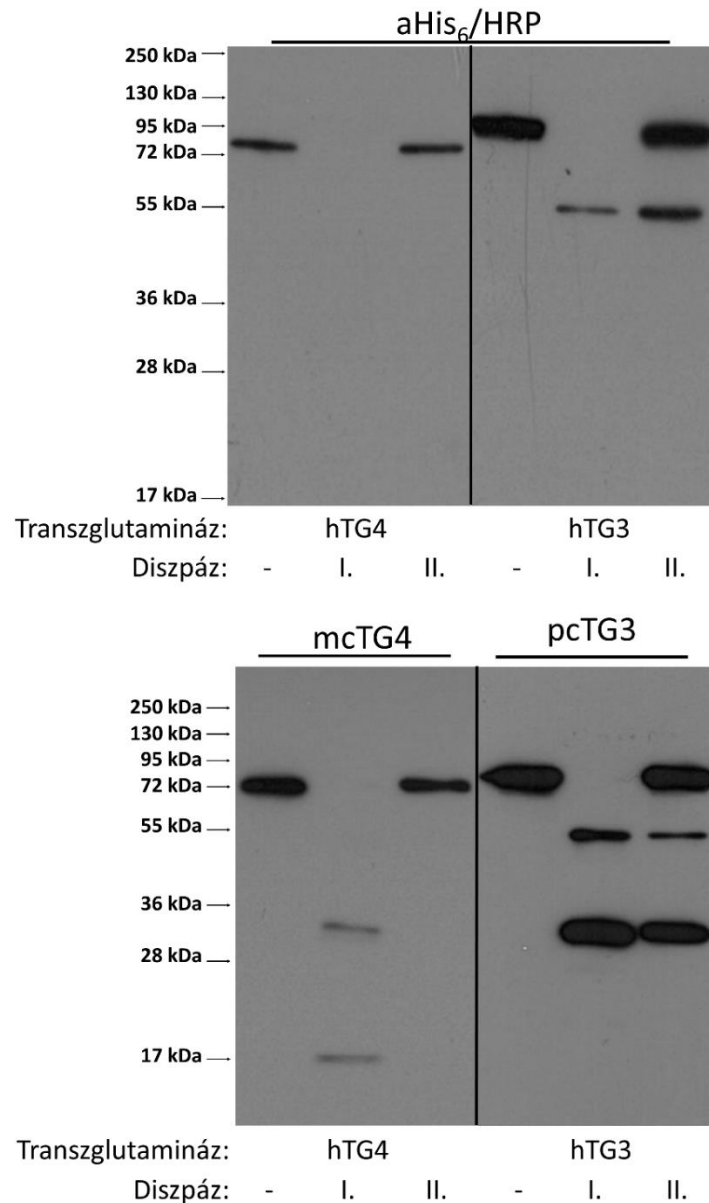 aHis₆/HRP
250 kDa
130 kDa
95 kDa
72 kDa
55 kDa
36 kDa
28 kDa
17 kDa
Transzglutamináz: hTG4 hTG3
Diszpáz: - I. II. - I. II.
mcTG4 pcTG3
250 kDa
130 kDa
95 kDa
72 kDa
55 kDa
36 kDa
28 kDa
17 kDa
Transzglutamináz: hTG4 hTG3
Diszpáz: - I. II. - I. II.